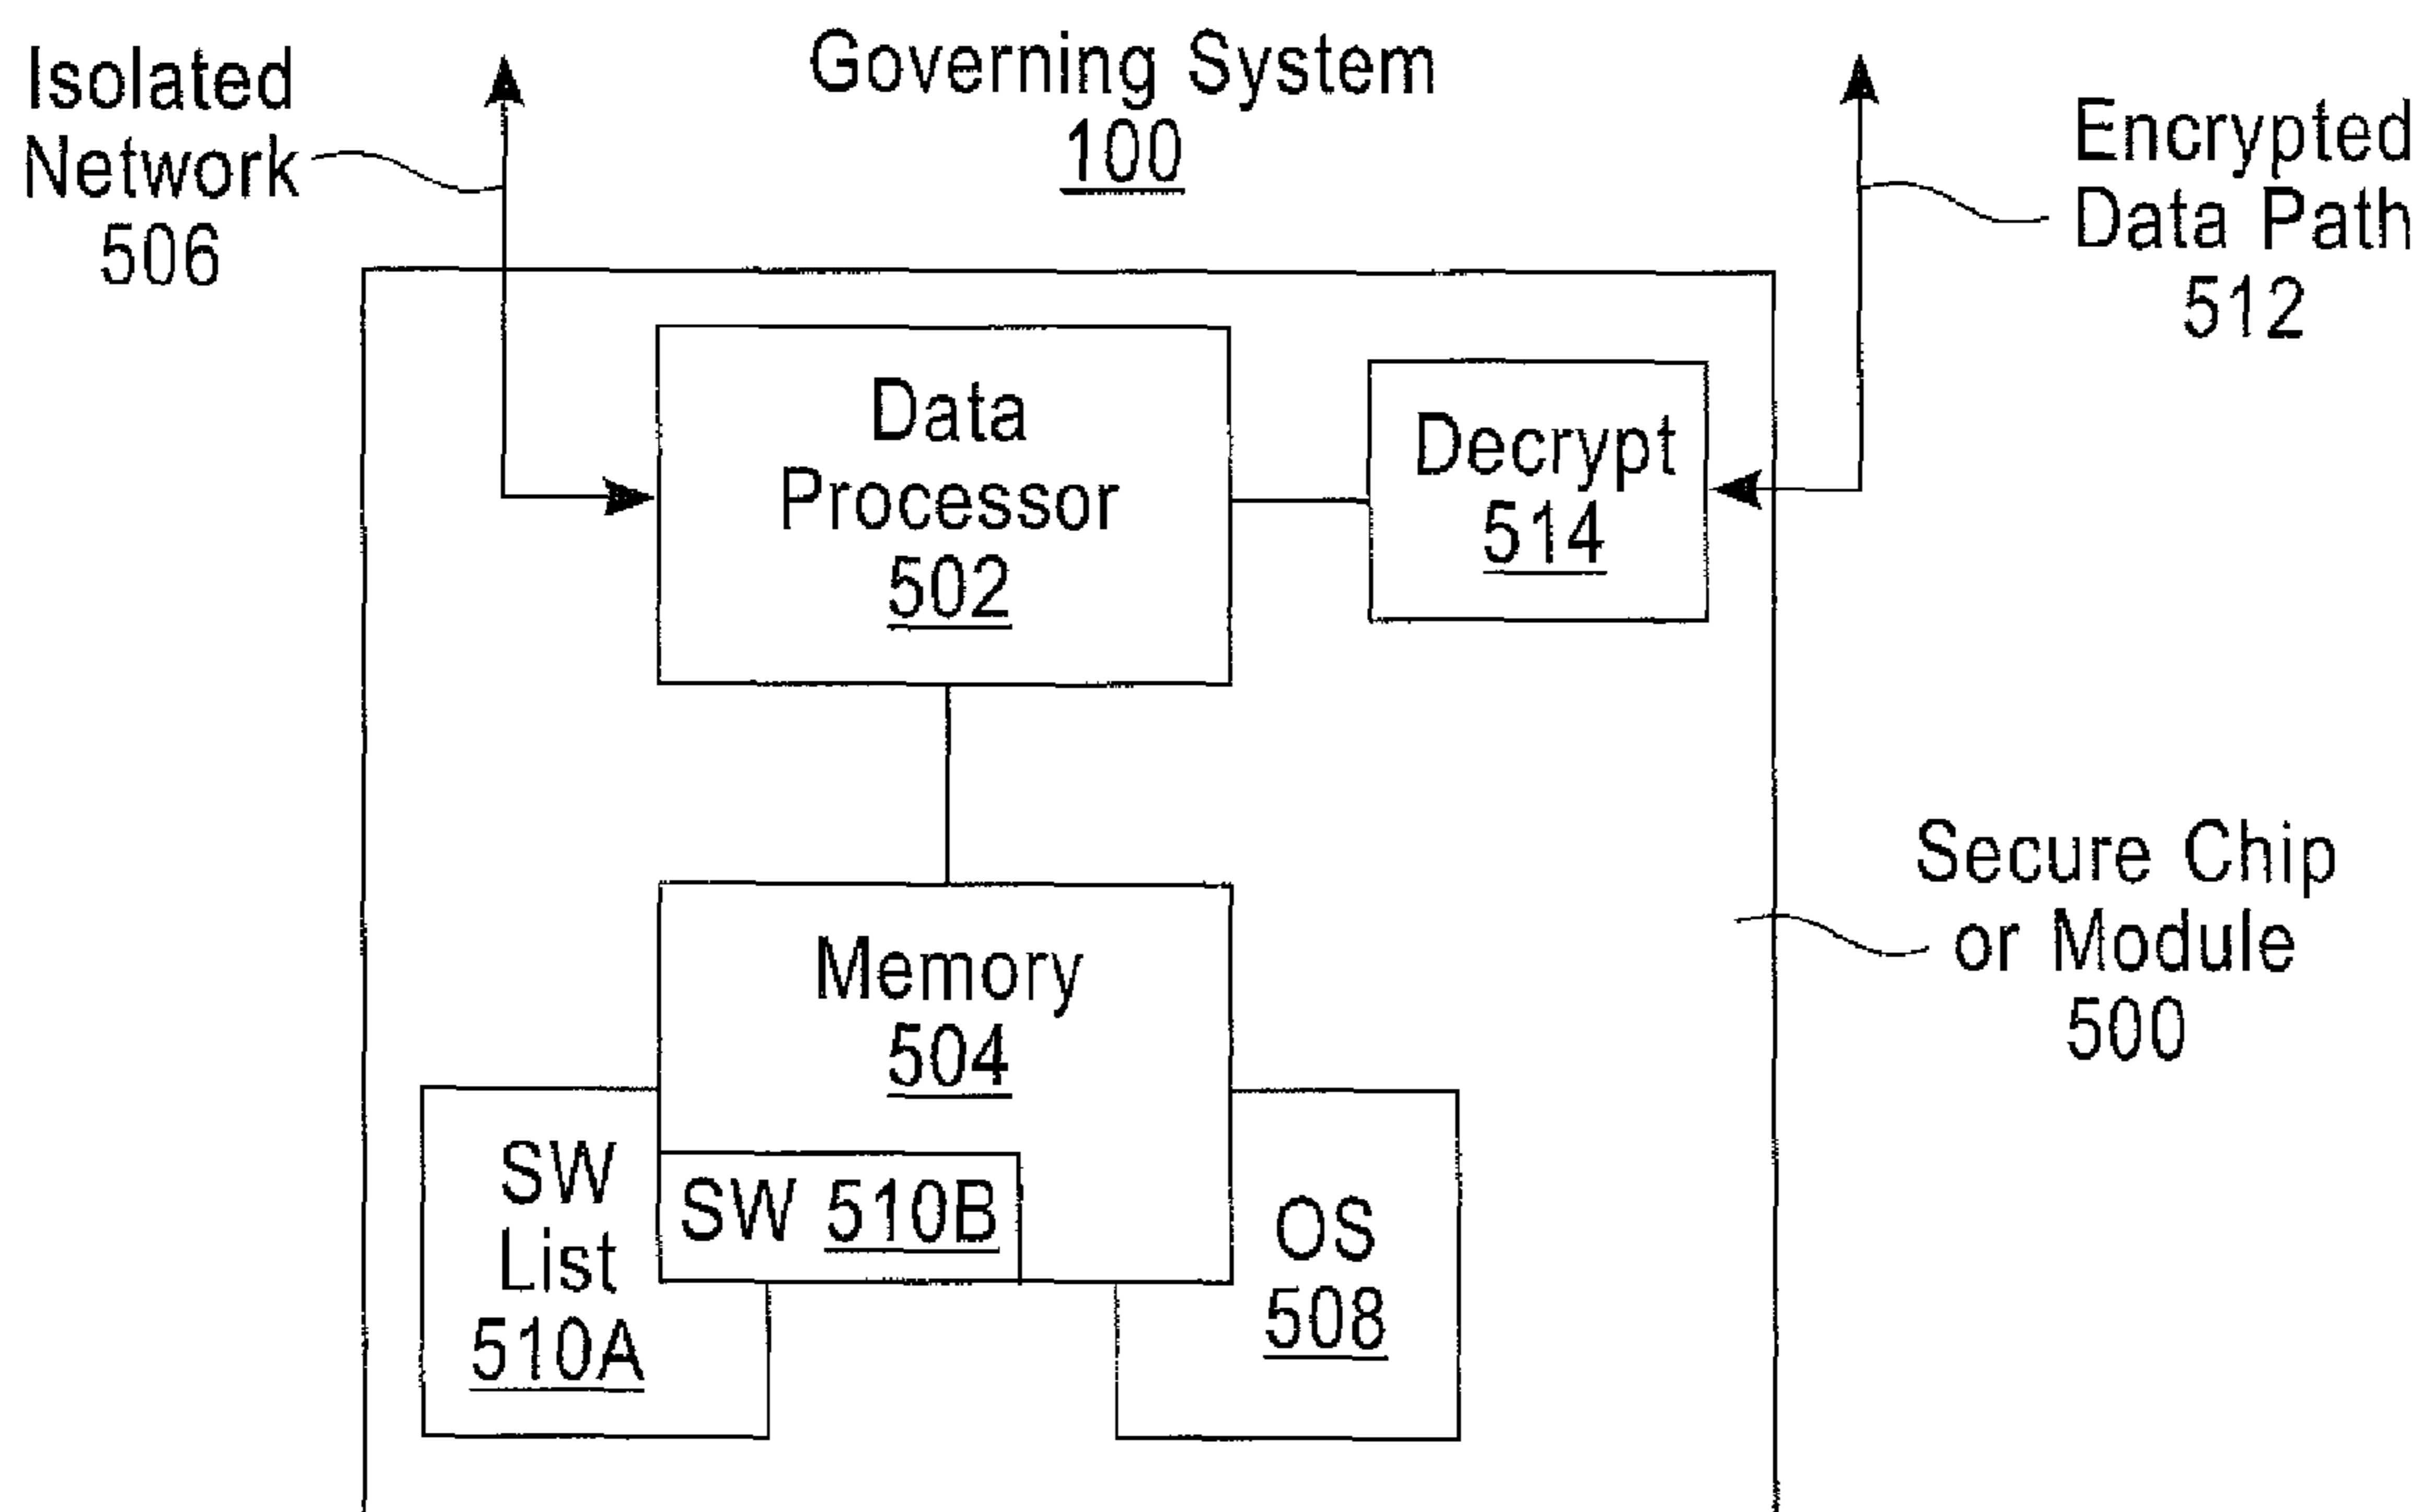 Isolated
Network
506
Governing System
100
Encrypted
Data Path
512
Data
Processor
502
Decrypt
514
Secure Chip
or Module
500
Memory
504
SW
List
510A
SW 510B
OS
508